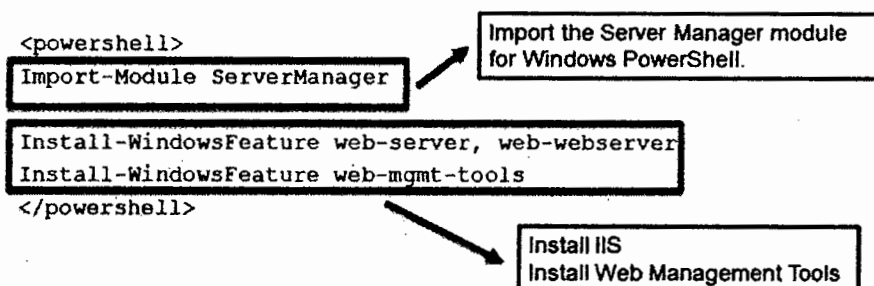 <powershell>
Import-Module ServerManager
Import the Server Manager module
for Windows PowerShell.
Install-WindowsFeature web-server, web-webserver
Install-WindowsFeature web-mgmt-tools
</powershell>
Install IIS
Install Web Management Tools